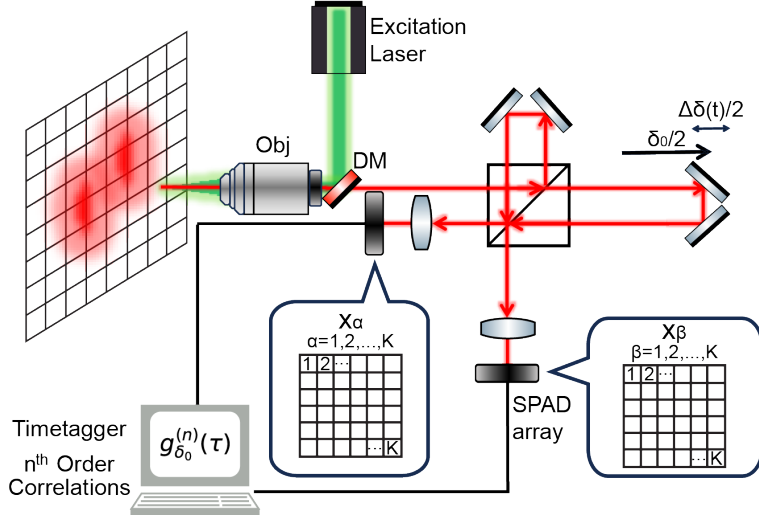 Excitation
Laser
Obj
DM
Δδ(t)/2
δ₀/2
Xα
α=1,2,...,K
1 2 ...
...K
Xβ
β=1,2,...,K
1 2 ...
...K
SPAD
array
Timetagger
nᵗʰ Order
Correlations
g⁽ⁿ⁾δ₀(τ)